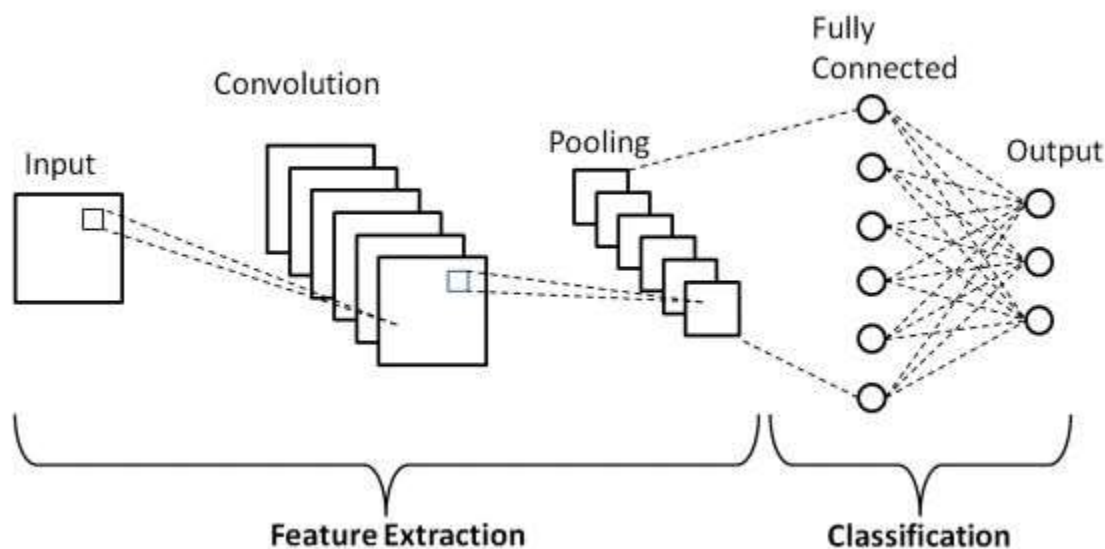 Input
Convolution
Pooling
Fully
Connected
Output
Feature Extraction
Classification